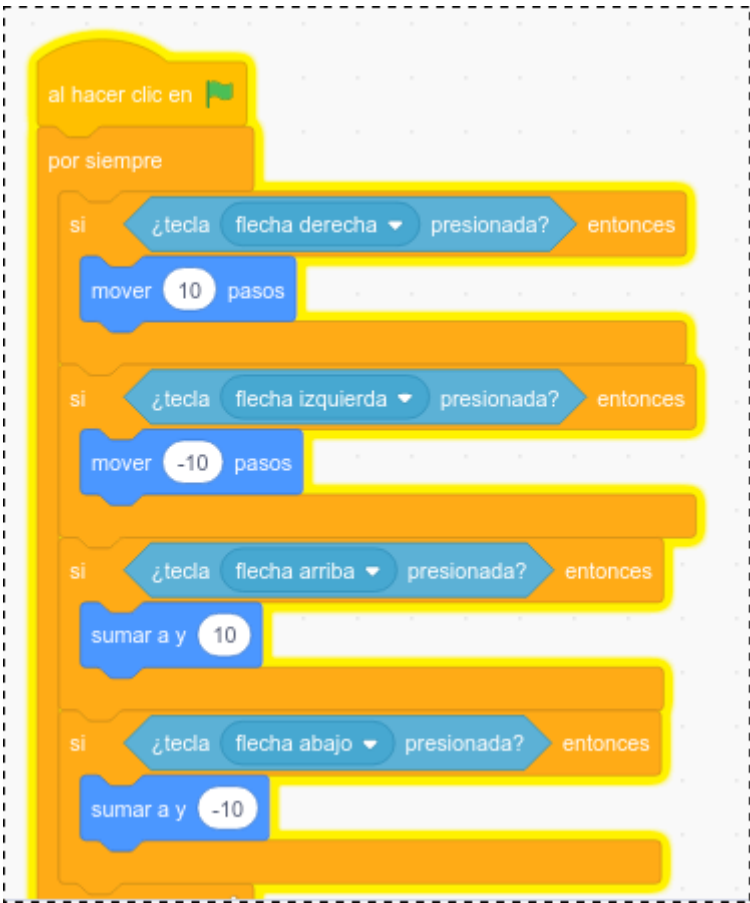 al hacer clic en
por siempre
si ¿tecla flecha derecha presionada? entonces
mover 10 pasos
si ¿tecla flecha izquierda presionada? entonces
mover -10 pasos
si ¿tecla flecha arriba presionada? entonces
sumar a y 10
si ¿tecla flecha abajo presionada? entonces
sumar a y -10